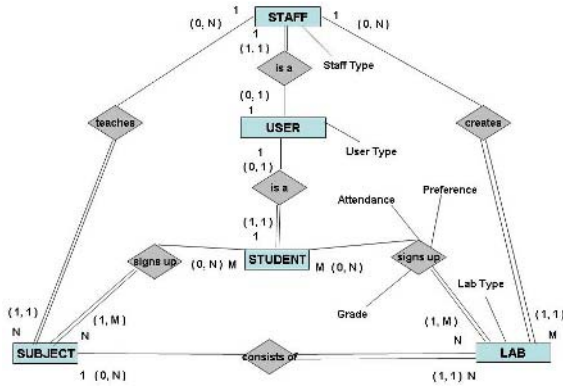 1 STAFF 1
(0, N) 1 (0, N)
(1, 1)
Staff Type
is a
(0, 1)
teaches 1 USER creates
1 User Type
(0, 1)
is a
Preference
Attendance
(1, 1)
1
signs up (0, N) M STUDENT M (0, N) signs up
Lab Type
Grade
(1, 1) (1, M) (1, M) (1, 1)
N N N M
SUBJECT consists of LAB
1 (0, N) (1, 1) N